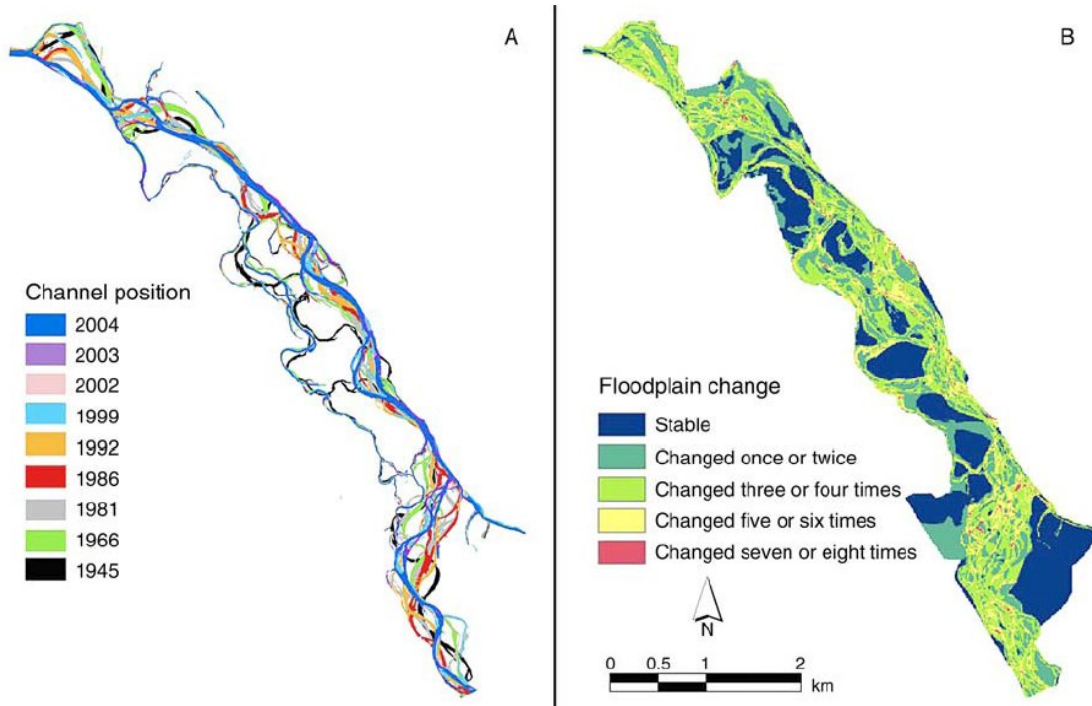 A
Channel position
2004
2003
2002
1999
1992
1986
1981
1966
1945
B
Floodplain change
Stable
Changed once or twice
Changed three or four times
Changed five or six times
Changed seven or eight times
N
0 0.5 1 2
km